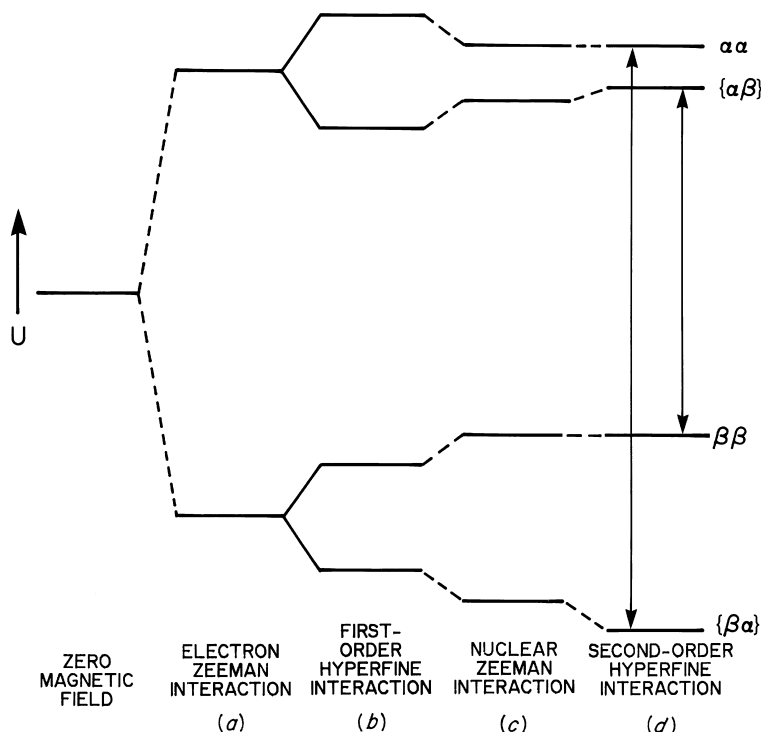 αα
{αβ}
U
ββ
{βα}
ZERO
MAGNETIC
FIELD
ELECTRON
ZEEMAN
INTERACTION
(a)
FIRST-
ORDER
HYPERFINE
INTERACTION
(b)
NUCLEAR
ZEEMAN
INTERACTION
(c)
SECOND-ORDER
HYPERFINE
INTERACTION
(d)